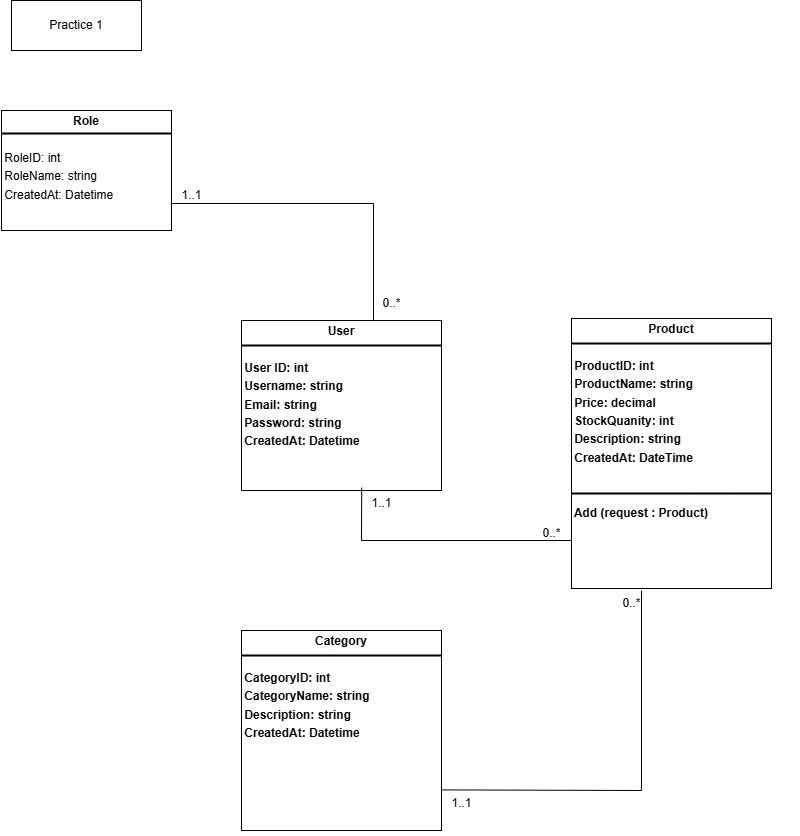 Practice 1
Role
RoleID: int
RoleName: string
CreatedAt: Datetime
1..1
0..*
User
User ID: int
Username: string
Email: string
Password: string
CreatedAt: Datetime
1..1
Product
ProductID: int
ProductName: string
Price: decimal
StockQuanity: int
Description: string
CreatedAt: DateTime
Add (request : Product)
0..*
0..*
Category
CategoryID: int
CategoryName: string
Description: string
CreatedAt: Datetime
1..1